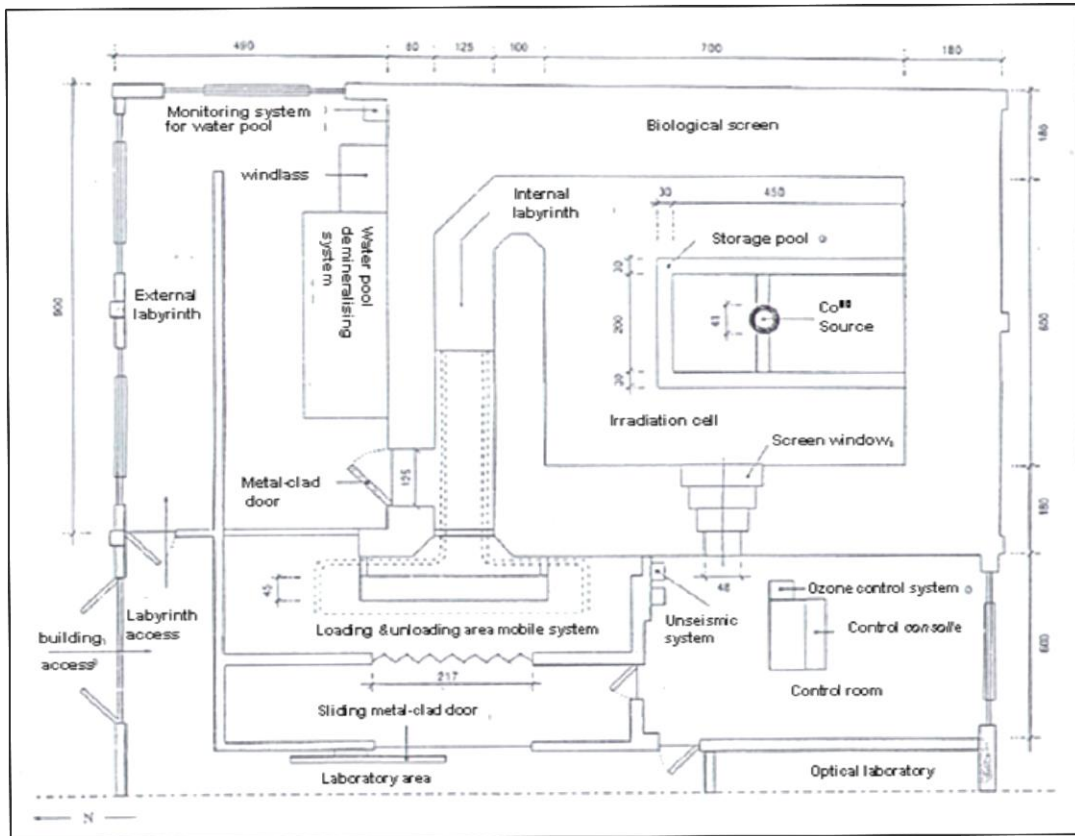 490
80
125
100
700
180
Monitoring system
for water pool
Biological screen
180
windlass
Internal
labyrinth
30
450
Storage pool
Water pool
demineralising
system
External
labyrinth
900
30
200
41
Co⁶⁰
Source
600
30
Irradiation cell
Screen window
Metal-clad
door
125
180
45
48
Labyrinth
access
building
access
Loading & unloading area mobile system
Unseismic
system
Ozone control system
Control consolle
600
217
Control room
Sliding metal-clad door
Laboratory area
Optical laboratory
N